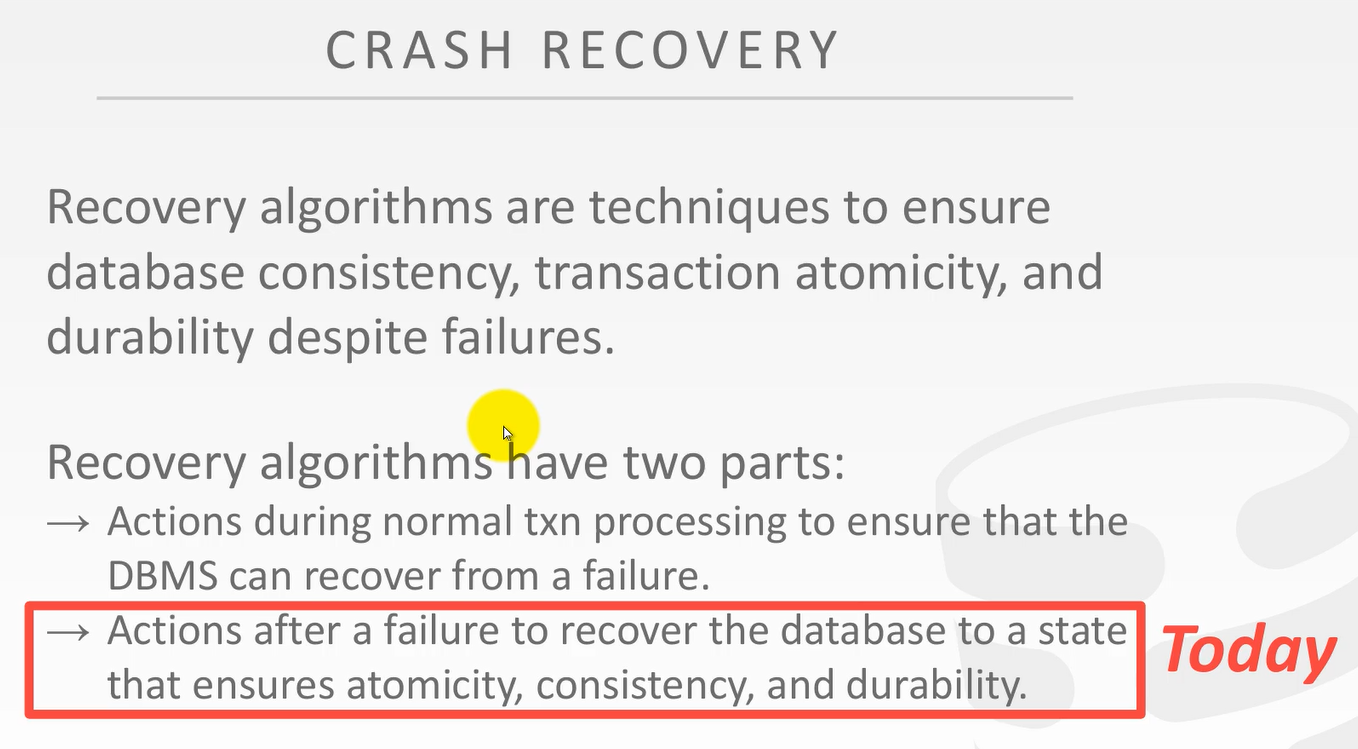 CRASH RECOVERY
Recovery algorithms are techniques to ensure
database consistency, transaction atomicity, and
durability despite failures.
Recovery algorithms have two parts:
→ Actions during normal txn processing to ensure that the
DBMS can recover from a failure.
→ Actions after a failure to recover the database to a state
that ensures atomicity, consistency, and durability.
Today